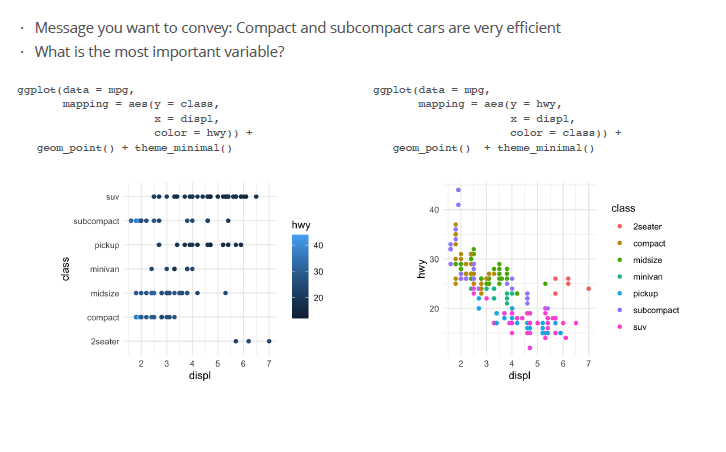 · Message you want to convey: Compact and subcompact cars are very efficient
· What is the most important variable?
ggplot(data = mpg,
mapping = aes(y = class,
x = displ,
color = hwy)) +
geom_point() + theme_minimal()
suv
subcompact
pickup
minivan
midsize
compact
2seater
class
2 3 4 5 6 7
displ
hwy
40
30
20
ggplot(data = mpg,
mapping = aes(y = hwy,
x = displ,
color = class)) +
geom_point() + theme_minimal()
40
30
20
hwy
2 3 4 5 6 7
displ
class
2seater
compact
midsize
minivan
pickup
subcompact
suv